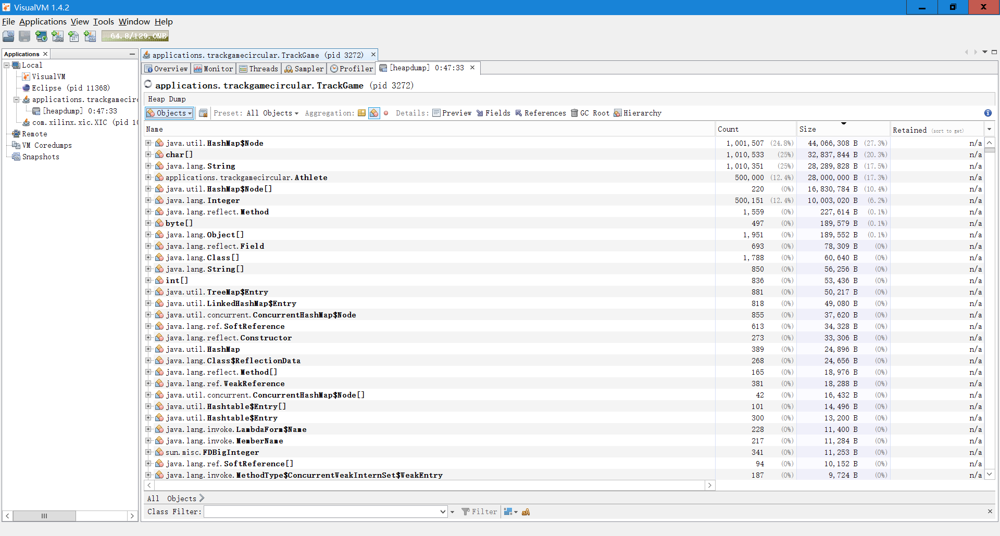 VisualVM 1.4.2
File Applications View Tools Window Help
64.8/129.0MB
Applications
Local
VisualVM
Eclipse (pid 11368)
applications.trackgamecirc
[heapdump] 0:47:33
com.xilinx.xic.XIC (pid 10
Remote
VM Coredumps
Snapshots
applications.trackgamecircular.TrackGame (pid 3272)
Overview Monitor Threads Sampler Profiler [heapdump] 0:47:33
applications.trackgamecircular.TrackGame (pid 3272)
Heap Dump
Objects Preset: All Objects Aggregation: Details: Preview Fields References GC Root Hierarchy
Name Count Size Retained (sort to get)
java.util.HashMap$Node 1,001,507 (24.8%) 44,066,308 B (27.3%) n/a
char[] 1,010,533 (25%) 32,837,844 B (20.3%) n/a
java.lang.String 1,010,351 (25%) 28,289,828 B (17.5%) n/a
applications.trackgamecircular.Athlete 500,000 (12.4%) 28,000,000 B (17.3%) n/a
java.util.HashMap$Node[] 220 (0%) 16,830,784 B (10.4%) n/a
java.lang.Integer 500,151 (12.4%) 10,003,020 B (6.2%) n/a
java.lang.reflect.Method 1,559 (0%) 227,614 B (0.1%) n/a
byte[] 497 (0%) 189,579 B (0.1%) n/a
java.lang.Object[] 1,951 (0%) 189,552 B (0.1%) n/a
java.lang.reflect.Field 693 (0%) 78,309 B (0%) n/a
java.lang.Class[] 1,788 (0%) 60,640 B (0%) n/a
java.lang.String[] 850 (0%) 56,256 B (0%) n/a
int[] 836 (0%) 53,436 B (0%) n/a
java.util.TreeMap$Entry 881 (0%) 50,217 B (0%) n/a
java.util.LinkedHashMap$Entry 818 (0%) 49,080 B (0%) n/a
java.util.concurrent.ConcurrentHashMap$Node 855 (0%) 37,620 B (0%) n/a
java.lang.ref.SoftReference 613 (0%) 34,328 B (0%) n/a
java.lang.reflect.Constructor 273 (0%) 33,306 B (0%) n/a
java.util.HashMap 389 (0%) 24,896 B (0%) n/a
java.lang.Class$ReflectionData 268 (0%) 24,656 B (0%) n/a
java.lang.reflect.Method[] 165 (0%) 18,976 B (0%) n/a
java.lang.ref.WeakReference 381 (0%) 18,288 B (0%) n/a
java.util.concurrent.ConcurrentHashMap$Node[] 42 (0%) 16,432 B (0%) n/a
java.util.Hashtable$Entry[] 101 (0%) 14,496 B (0%) n/a
java.util.Hashtable$Entry 300 (0%) 13,200 B (0%) n/a
java.lang.invoke.LambdaForm$Name 228 (0%) 11,400 B (0%) n/a
java.lang.invoke.MemberName 217 (0%) 11,284 B (0%) n/a
sun.misc.FDBigInteger 341 (0%) 11,253 B (0%) n/a
java.lang.ref.SoftReference[] 94 (0%) 10,152 B (0%) n/a
java.lang.invoke.MethodType$ConcurrentWeakInternSet$WeakEntry 187 (0%) 9,724 B (0%) n/a
All Objects
Class Filter: Filter